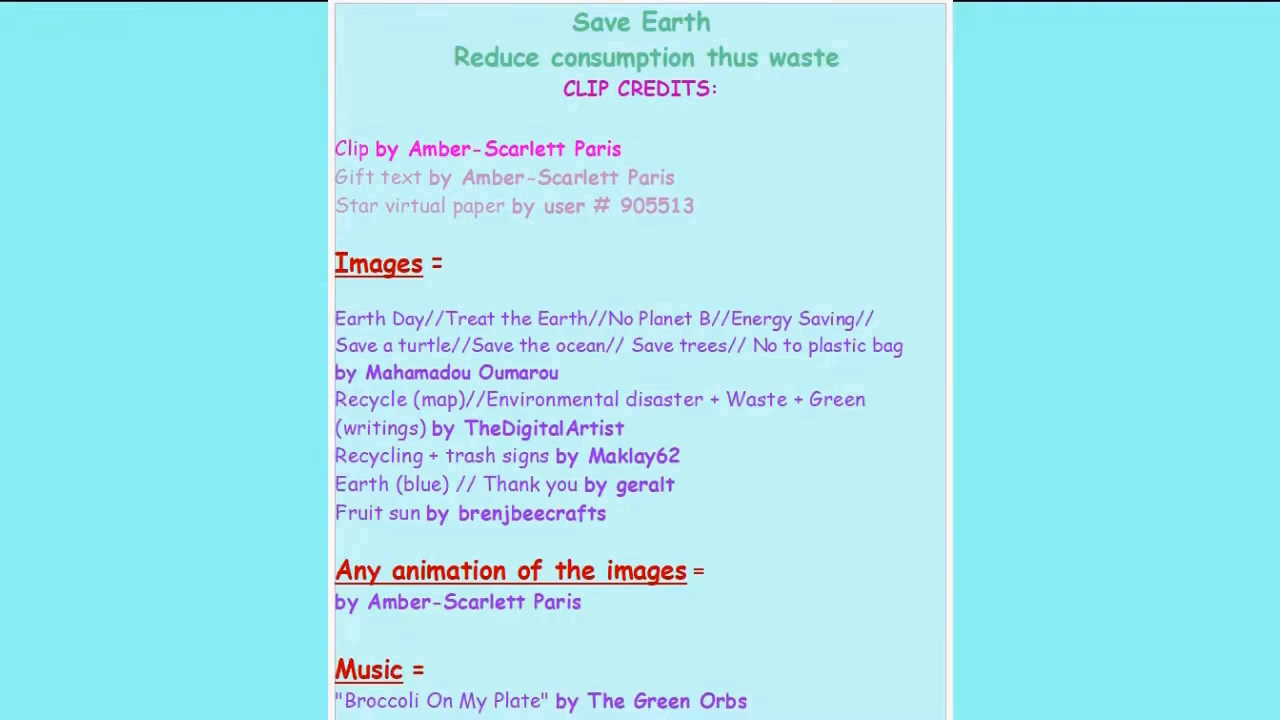 Save Earth
Reduce consumption thus waste
CLIP CREDITS:
Clip by Amber-Scarlett Paris
Gift text by Amber-Scarlett Paris
Star virtual paper by user # 905513
Images =
Earth Day//Treat the Earth//No Planet B//Energy Saving//
Save a turtle//Save the ocean// Save trees// No to plastic bag
by Mahamadou Oumarou
Recycle (map)//Environmental disaster + Waste + Green
(writings) by TheDigitalArtist
Recycling + trash signs by Maklay62
Earth (blue) // Thank you by geralt
Fruit sun by brenjbeecrafts
Any animation of the images =
by Amber-Scarlett Paris
Music =
"Broccoli On My Plate" by The Green Orbs